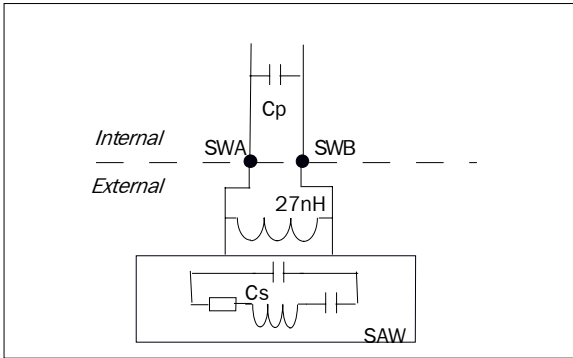 Cp
Internal
SWA
SWB
External
27nH
Cs
SAW